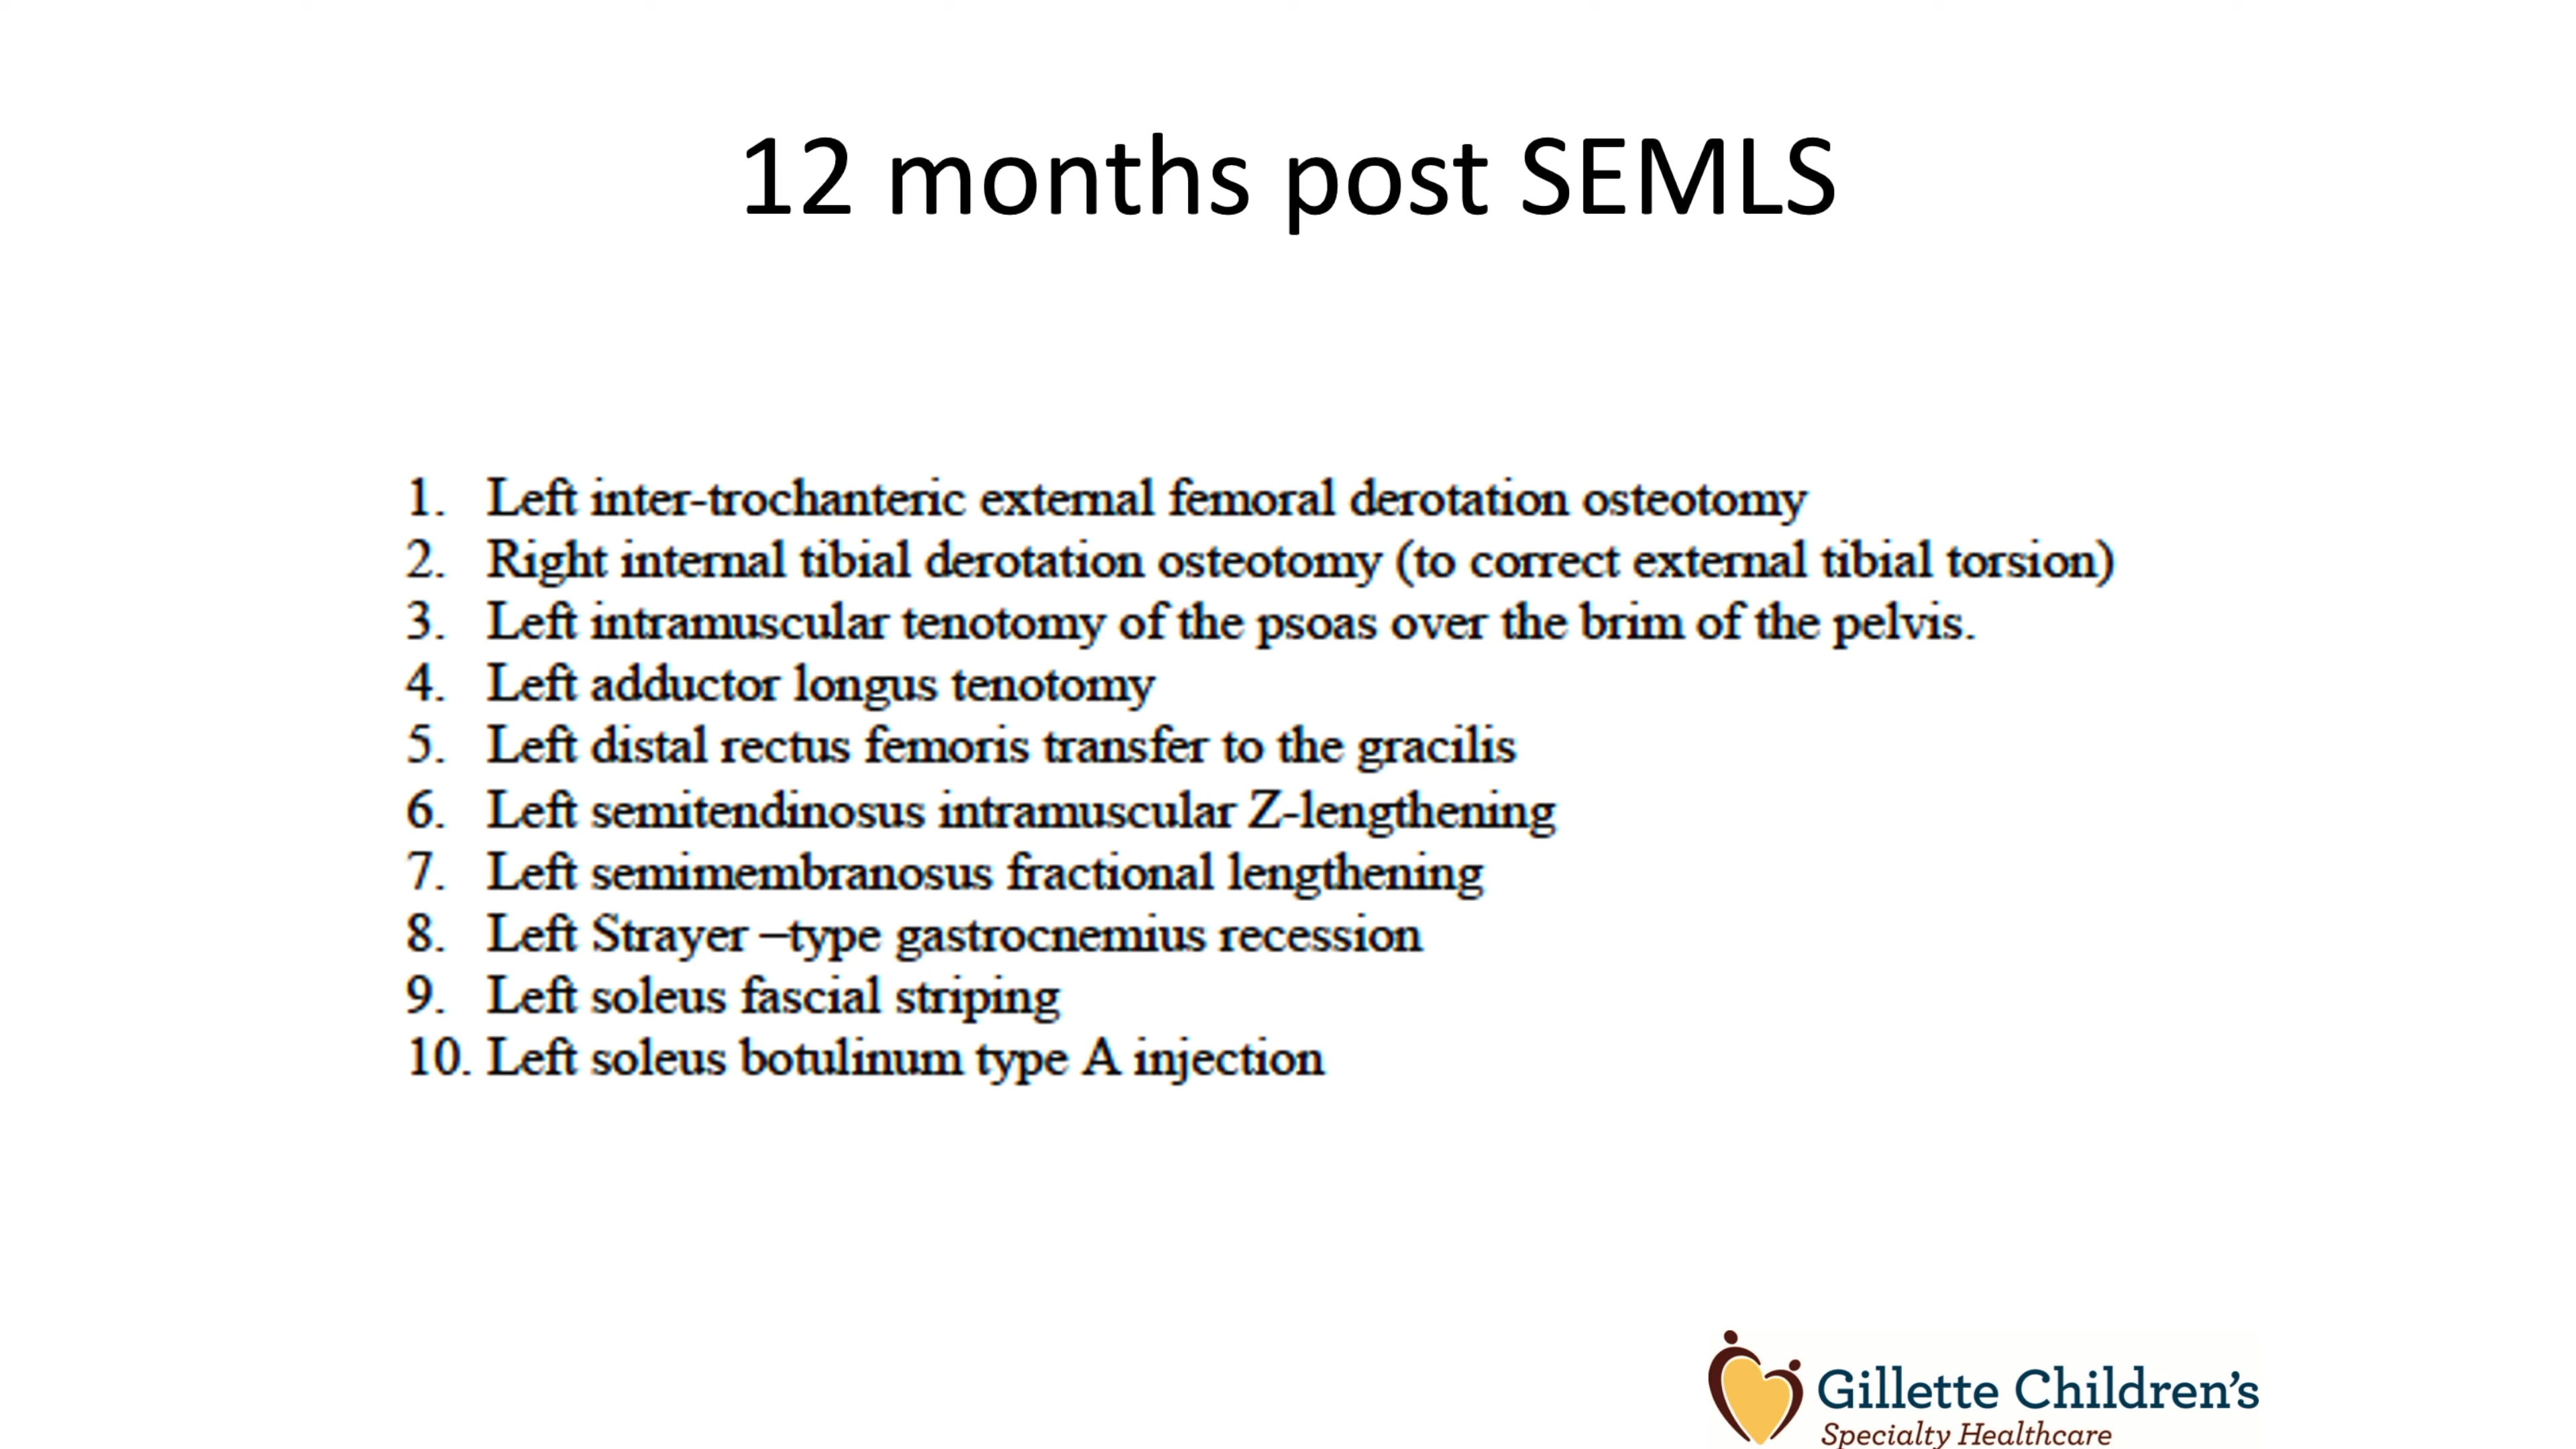 12 months post SEMLS
1. Left inter-trochanteric external femoral derotation osteotomy
2. Right internal tibial derotation osteotomy (to correct external tibial torsion)
3. Left intramuscular tenotomy of the psoas over the brim of the pelvis.
4. Left adductor longus tenotomy
5. Left distal rectus femoris transfer to the gracilis
6. Left semitendinosus intramuscular Z-lengthening
7. Left semimembranosus fractional lengthening
8. Left Strayer –type gastrocnemius recession
9. Left soleus fascial striping
10. Left soleus botulinum type A injection
Gillette Children's
Specialty Healthcare